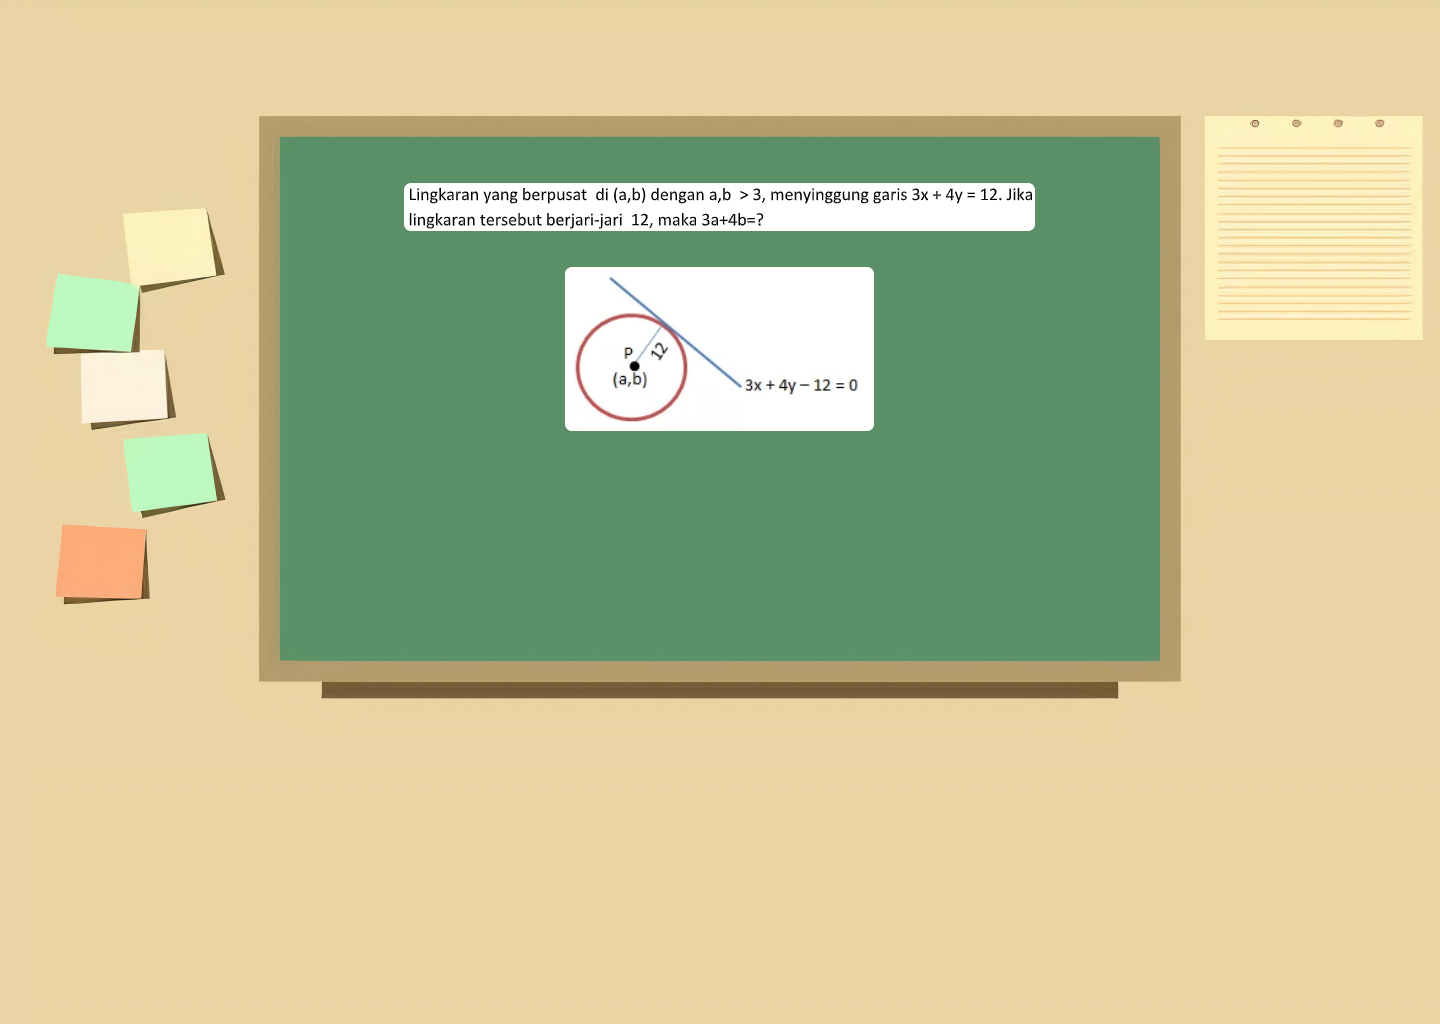 Lingkaran yang berpusat  di (a,b) dengan a,b  > 3, menyinggung garis 3x + 4y = 12. Jika
lingkaran tersebut berjari-jari  12, maka 3a+4b=?
P
12
(a,b)
3x + 4y – 12 = 0